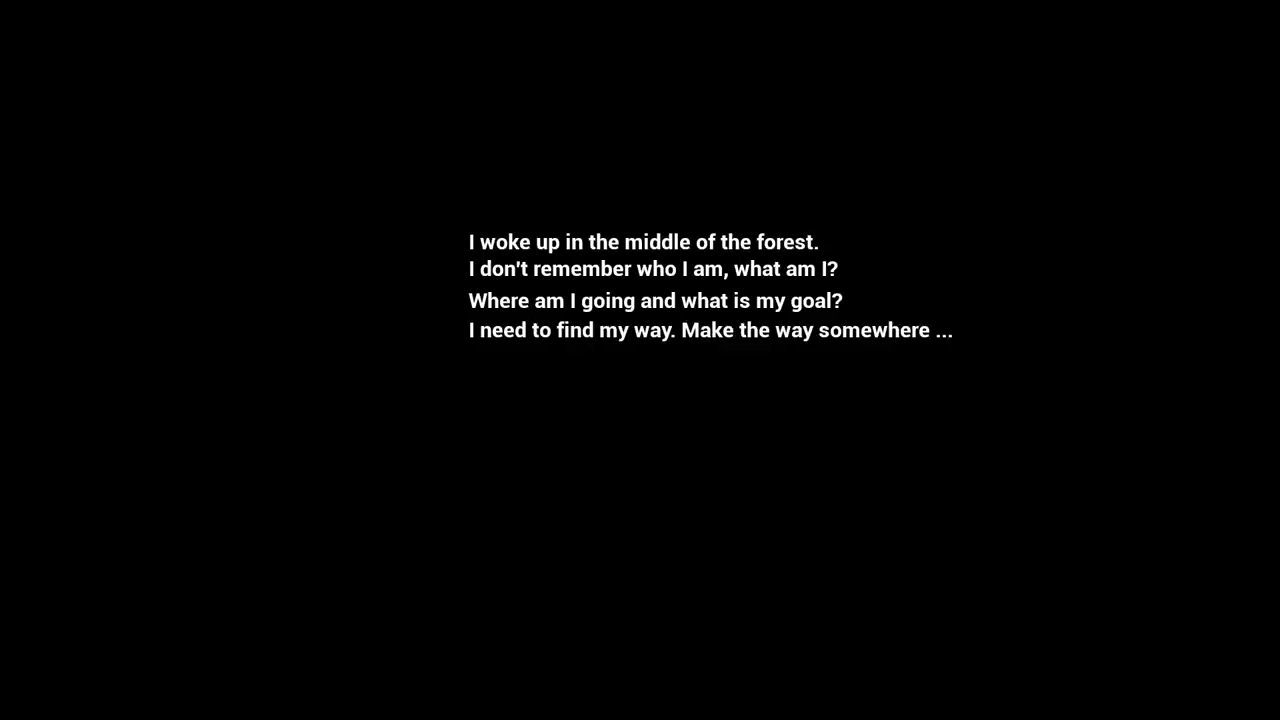 I woke up in the middle of the forest.
I don't remember who I am, what am I?
Where am I going and what is my goal?
I need to find my way. Make the way somewhere ...